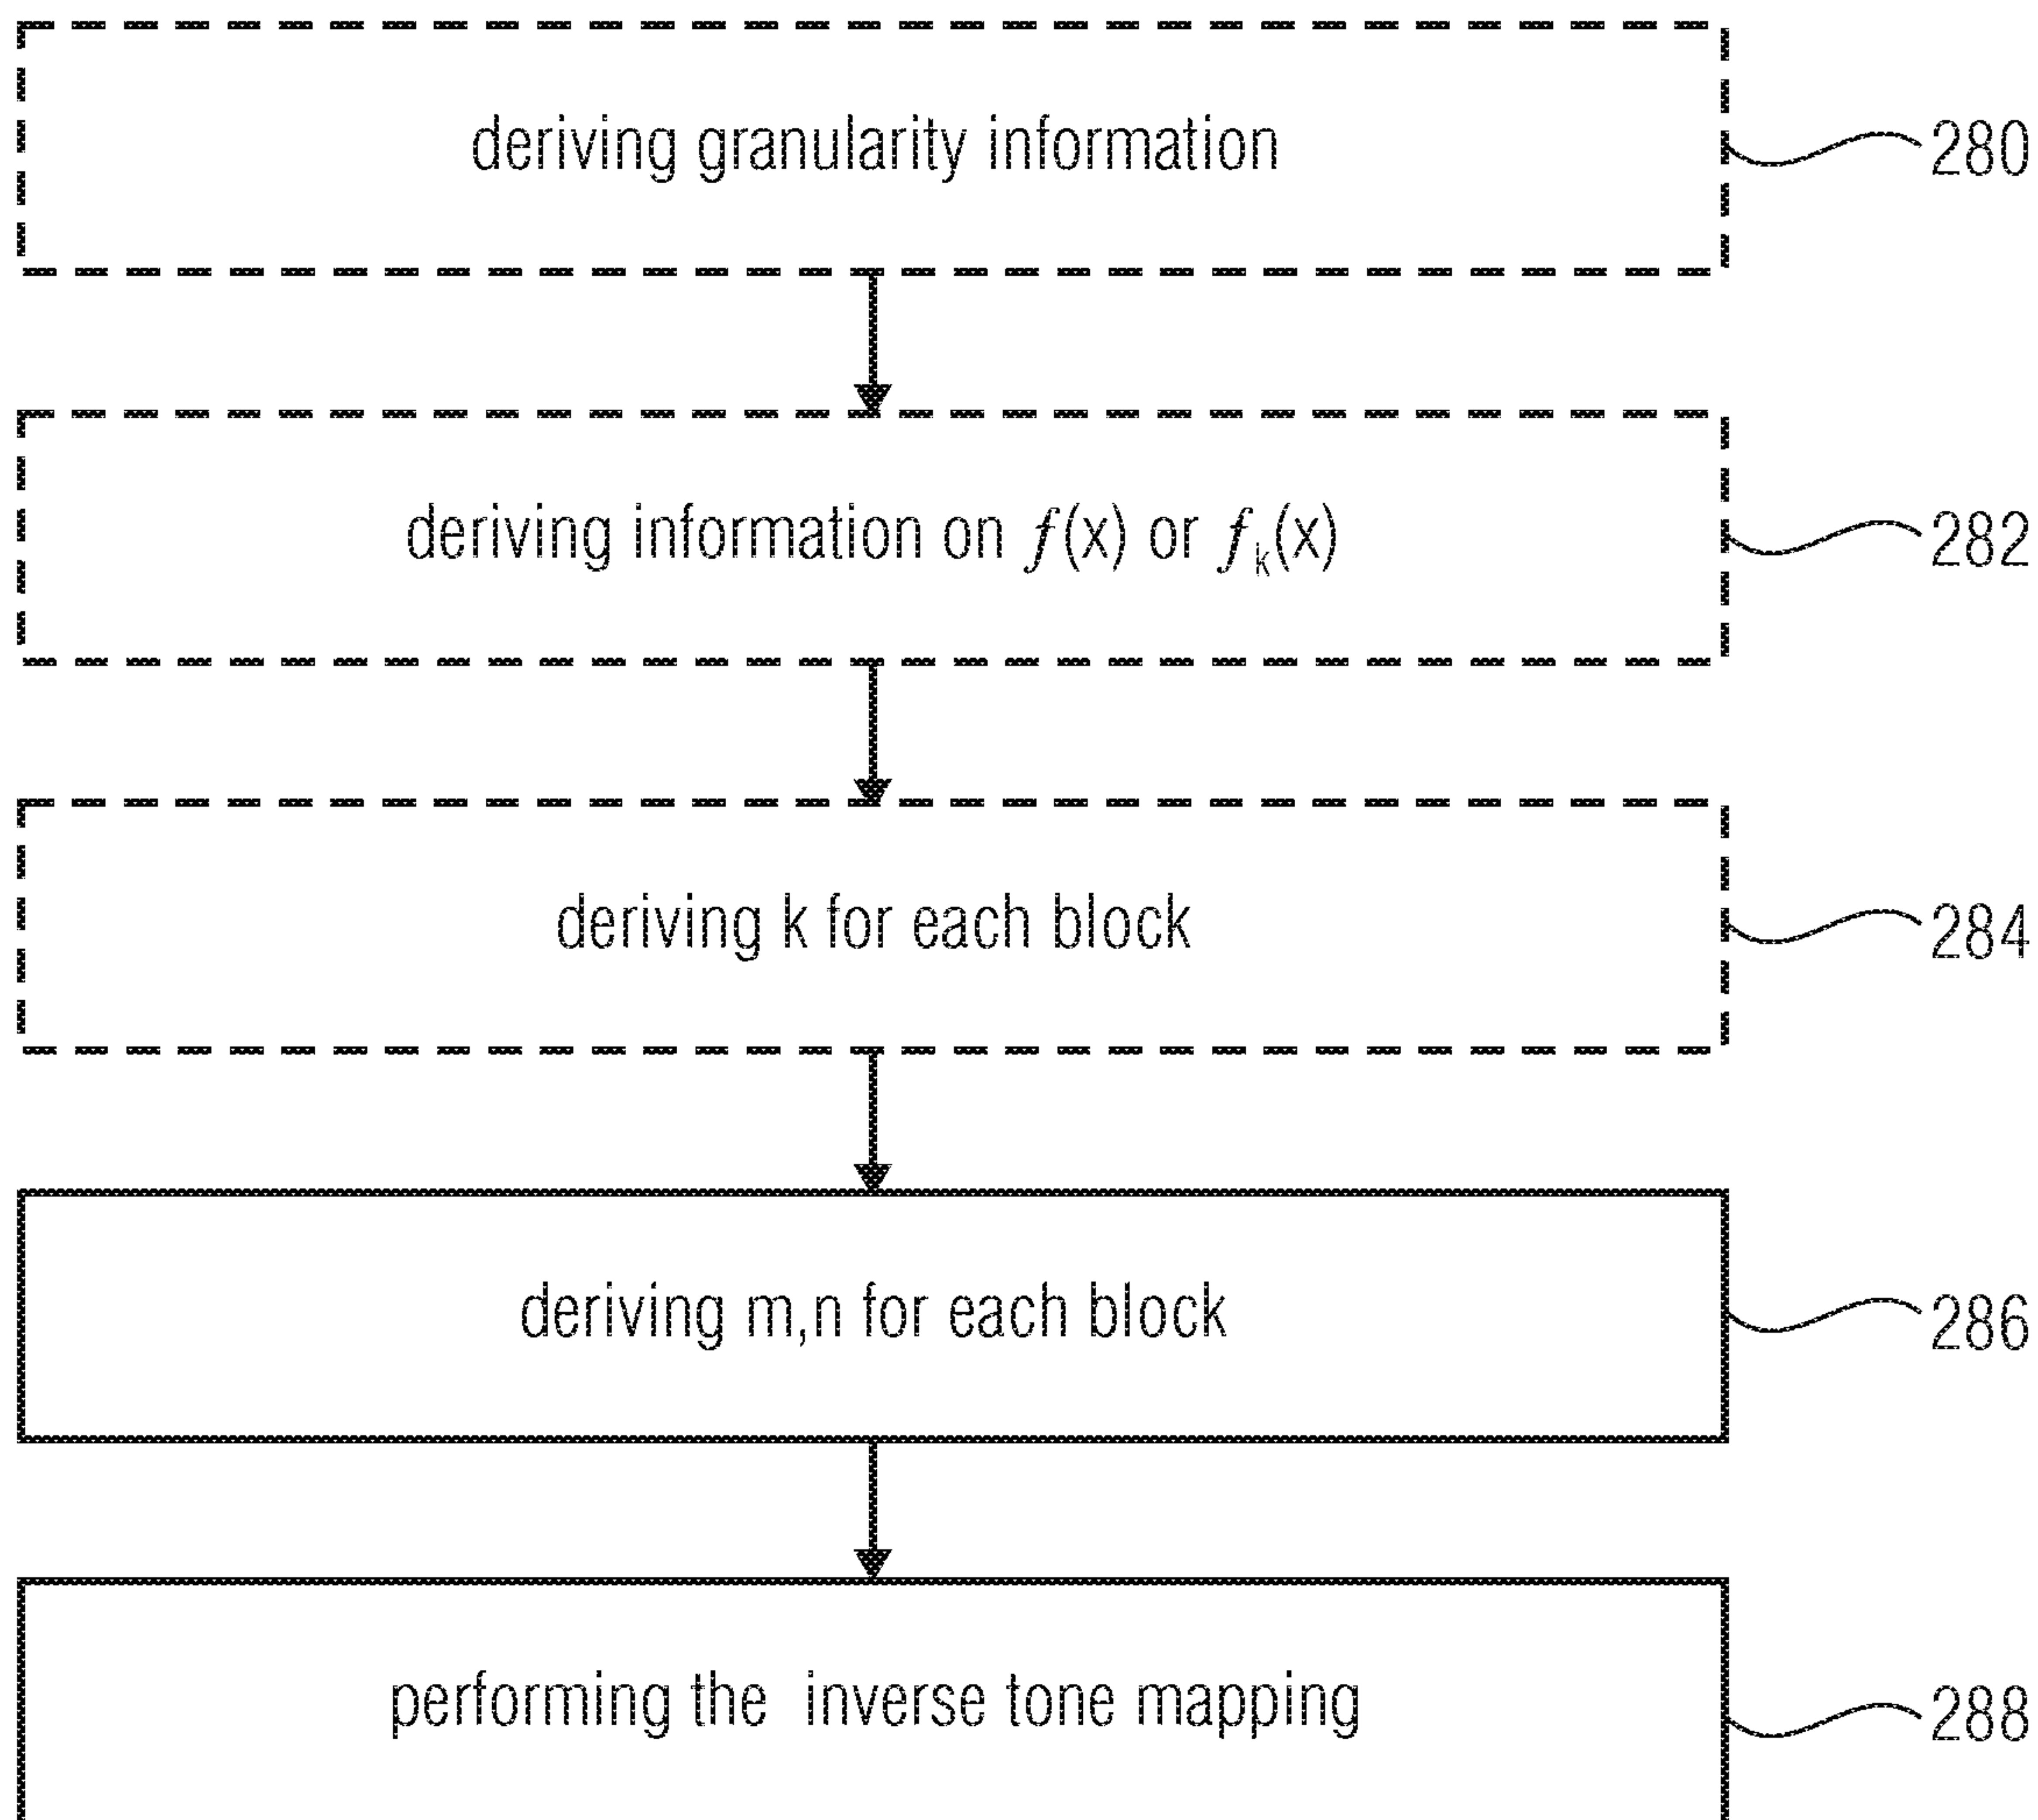 deriving granularity information 280
deriving information on f(x) or fk(x) 282
deriving k for each block 284
deriving m,n for each block 286
performing the inverse tone mapping 288